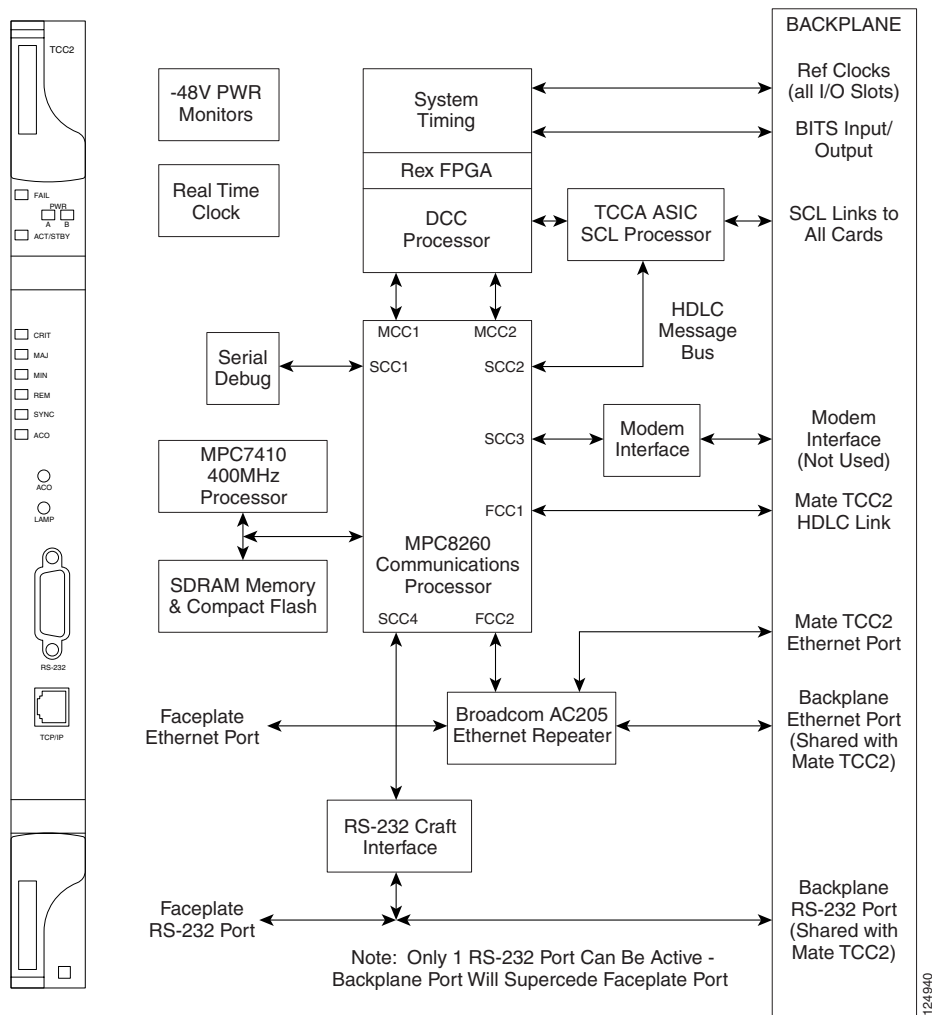 TCC2
FAIL
PWR
A B
ACT/STBY
CRIT
MAJ
MIN
REM
SYNC
ACO
ACO
LAMP
RS-232
TCP/IP
-48V PWR
Monitors
Real Time
Clock
System
Timing
Rex FPGA
DCC
Processor
TCCA ASIC
SCL Processor
HDLC
Message
Bus
MCC1
MCC2
SCC1
SCC2
SCC3
FCC1
MPC8260
Communications
Processor
SCC4
FCC2
Serial
Debug
MPC7410
400MHz
Processor
SDRAM Memory
& Compact Flash
Modem
Interface
Faceplate
Ethernet Port
Broadcom AC205
Ethernet Repeater
RS-232 Craft
Interface
Faceplate
RS-232 Port
Note: Only 1 RS-232 Port Can Be Active -
Backplane Port Will Supercede Faceplate Port
BACKPLANE
Ref Clocks
(all I/O Slots)
BITS Input/
Output
SCL Links to
All Cards
Modem
Interface
(Not Used)
Mate TCC2
HDLC Link
Mate TCC2
Ethernet Port
Backplane
Ethernet Port
(Shared with
Mate TCC2)
Backplane
RS-232 Port
(Shared with
Mate TCC2)
124940